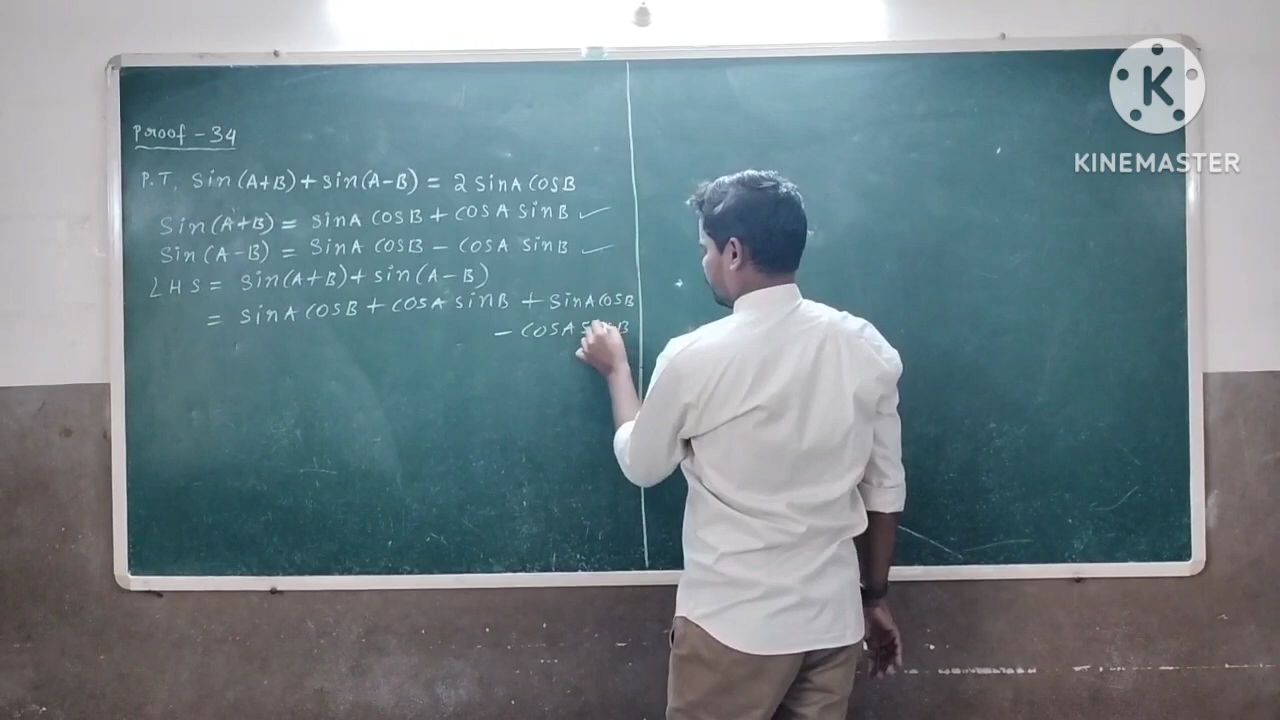 Proof - 34
P.T. Sin(A+B)+sin(A-B) = 2 SinA COSB
Sin(A+B) = SinA COSB + COSA SinB ✓
Sin(A-B) = SinA COSB - COSA SinB ✓
LHS = Sin(A+B)+sin(A-B)
= SinA COSB + COSA SinB + SinA COSB
- COSA SinB
K
KINEMASTER